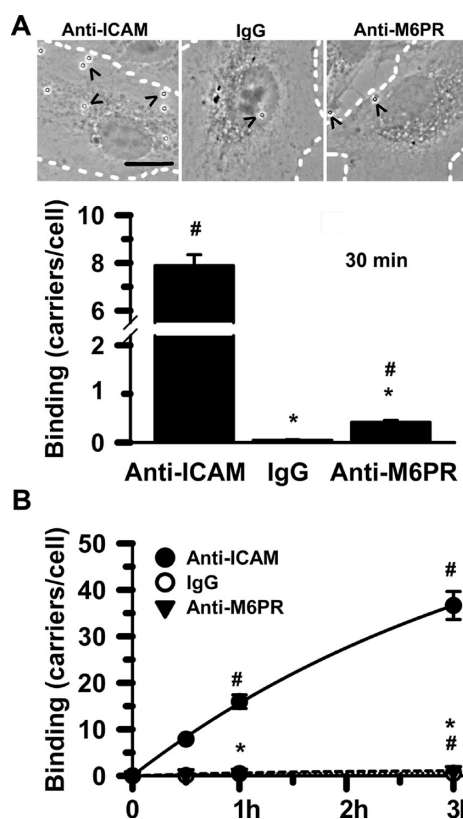 A
Anti-ICAM IgG Anti-M6PR
Binding (carriers/cell)
10
8
6
2
1
0
#
*
#
*
30 min
Anti-ICAM IgG Anti-M6PR
B
Binding (carriers/cell)
50
40
30
20
10
0
Anti-ICAM
IgG
Anti-M6PR
#
#
*
*
#
0 1h 2h 3h